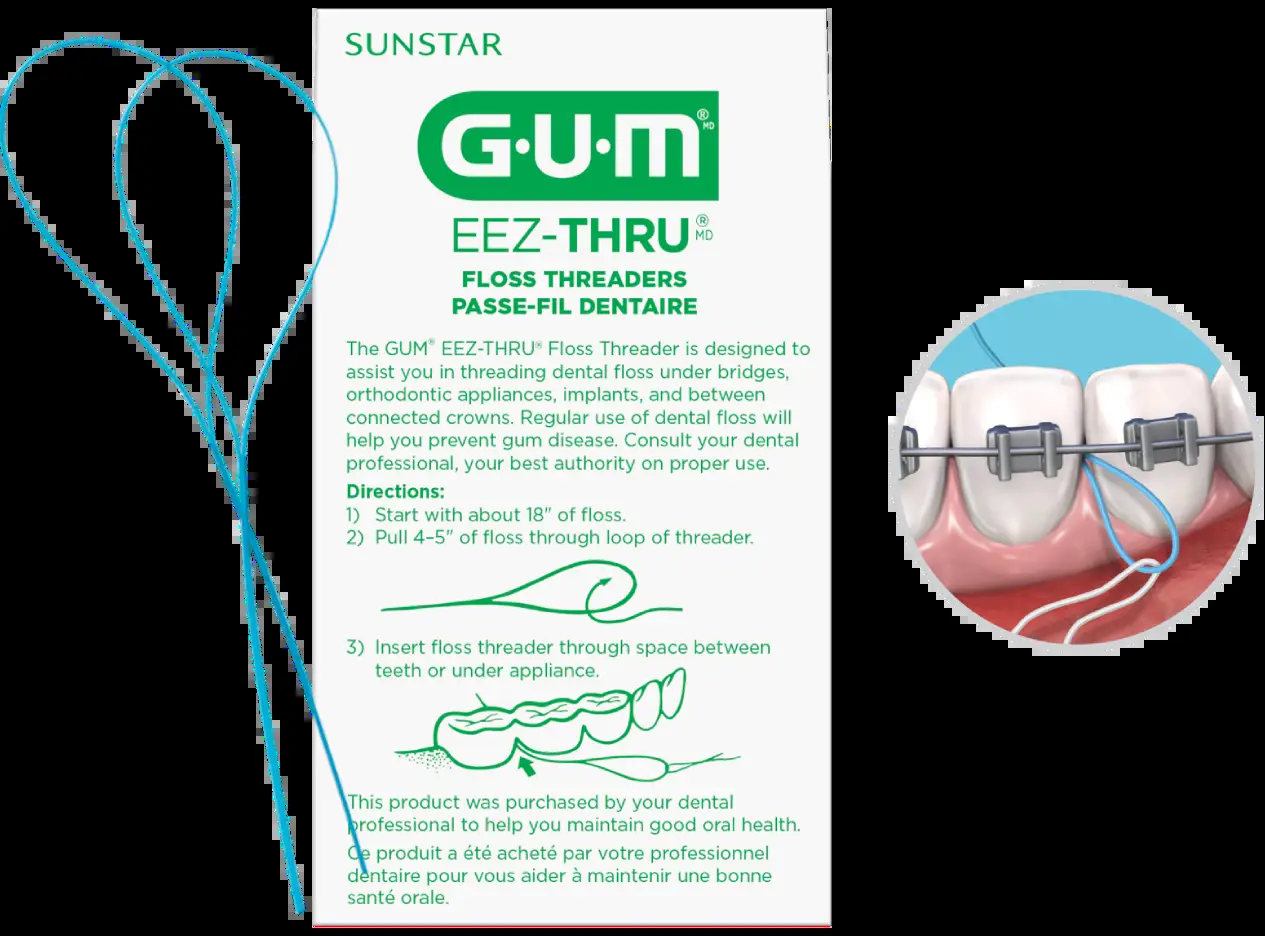 SUNSTAR
G·U·M® MD
EEZ-THRU® MD
FLOSS THREADERS
PASSE-FIL DENTAIRE
The GUM® EEZ-THRU® Floss Threader is designed to
assist you in threading dental floss under bridges,
orthodontic appliances, implants, and between
connected crowns. Regular use of dental floss will
help you prevent gum disease. Consult your dental
professional, your best authority on proper use.
Directions:
1) Start with about 18" of floss.
2) Pull 4–5" of floss through loop of threader.
3) Insert floss threader through space between
teeth or under appliance.
This product was purchased by your dental
professional to help you maintain good oral health.
Ce produit a été acheté par votre professionnel
dentaire pour vous aider à maintenir une bonne
santé orale.